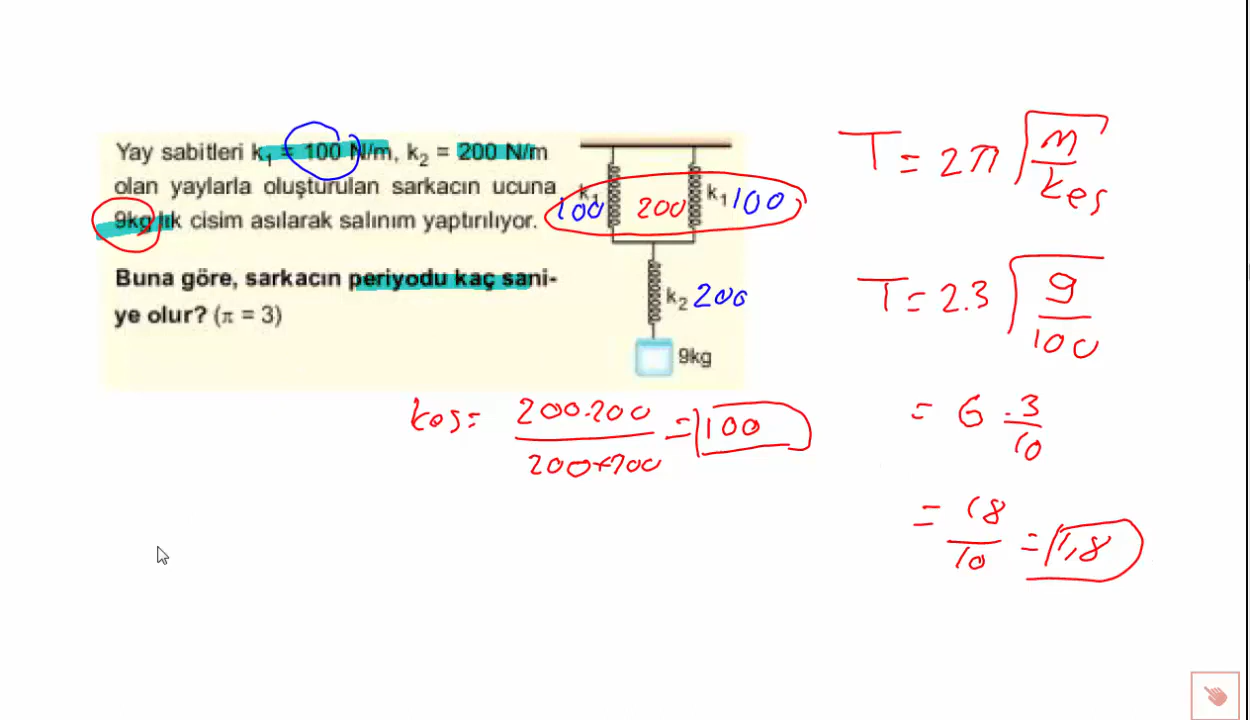 Yay sabitleri k₁ = 100 N/m, k₂ = 200 N/m
olan yaylarla oluşturulan sarkacın ucuna
9kg lık cisim asılarak salınım yaptırılıyor.
Buna göre, sarkacın periyodu kaç sani-
ye olur? (π = 3)
k₁ k₁
100 200 100
k₂ 200
9kg
keş = 200.200 / 200+200 = 100
T = 2π √ m / keş
T = 2.3 √ 9 / 100
= 6 . 3 / 10
= 18 / 10 = 1,8